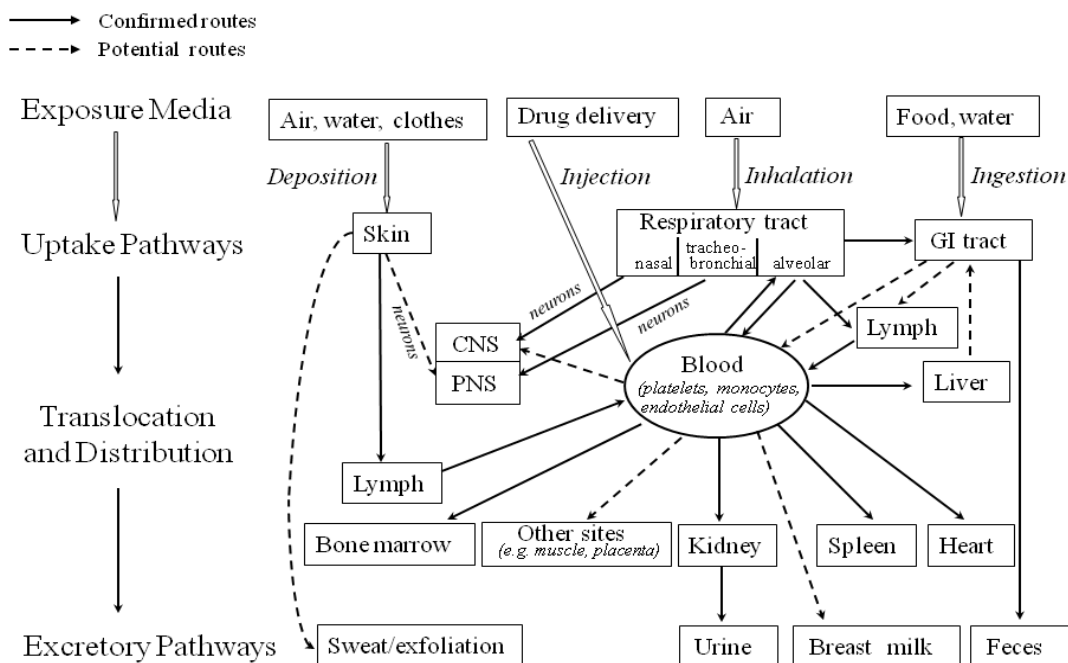 Confirmed routes
Potential routes
Exposure Media
Air, water, clothes
Drug delivery
Air
Food, water
Deposition
Injection
Inhalation
Ingestion
Uptake Pathways
Skin
Respiratory tract
nasal
tracheo-
bronchial
alveolar
GI tract
neurons
neurons
neurons
CNS
PNS
Lymph
Blood
(platelets, monocytes,
endothelial cells)
Liver
Translocation
and Distribution
Lymph
Bone marrow
Other sites
(e.g. muscle, placenta)
Kidney
Spleen
Heart
Excretory Pathways
Sweat/exfoliation
Urine
Breast milk
Feces